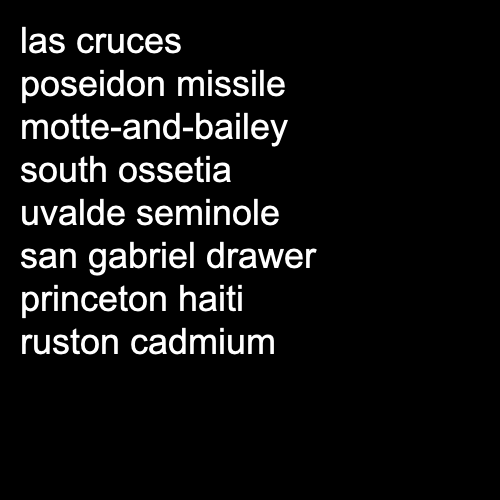 las cruces
poseidon missile
motte-and-bailey
south ossetia
uvalde seminole
san gabriel drawer
princeton haiti
ruston cadmium